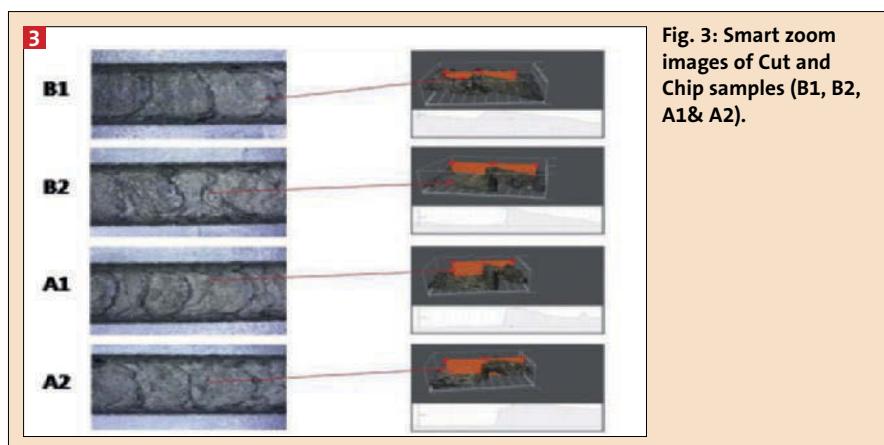 3
B1
B2
A1
A2
Fig. 3: Smart zoom
images of Cut and
Chip samples (B1, B2,
A1& A2).